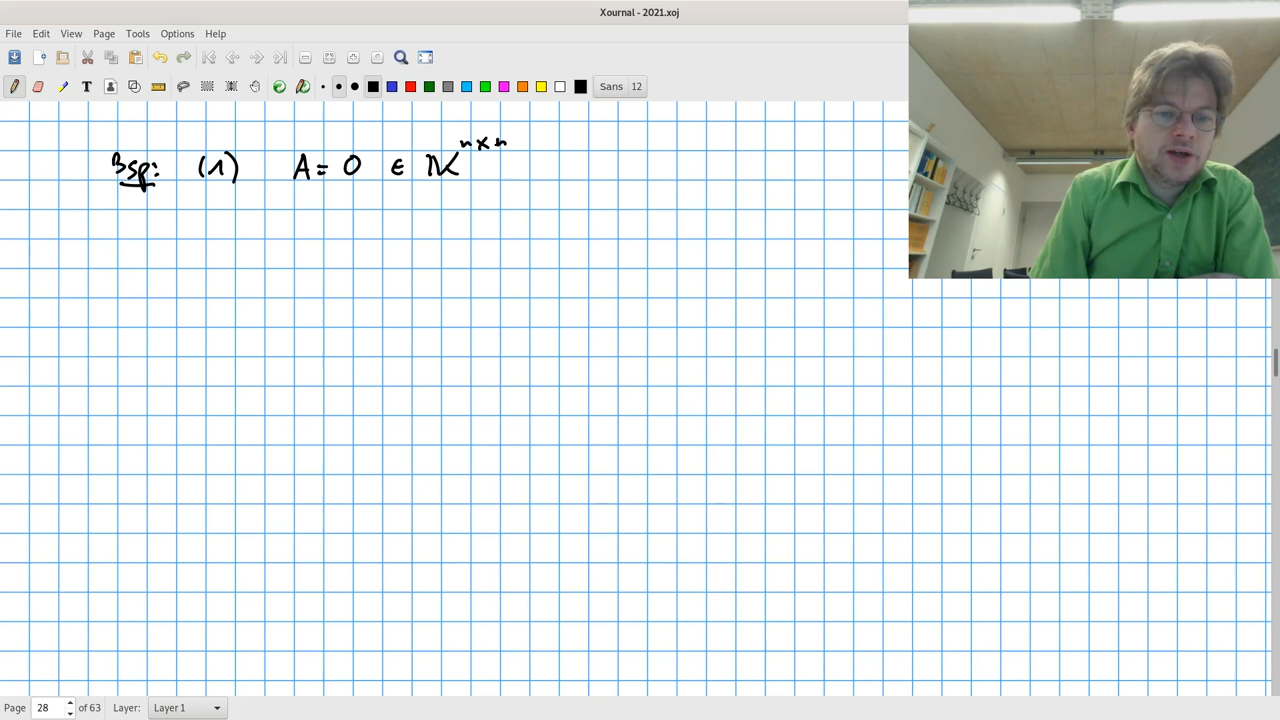 Xournal - 2021.xoj
File Edit View Page Tools Options Help
T Sans 12
Bsp: (1) A = 0 ∈ 𝕂^{n×n}
Page 28 of 63 Layer: Layer 1